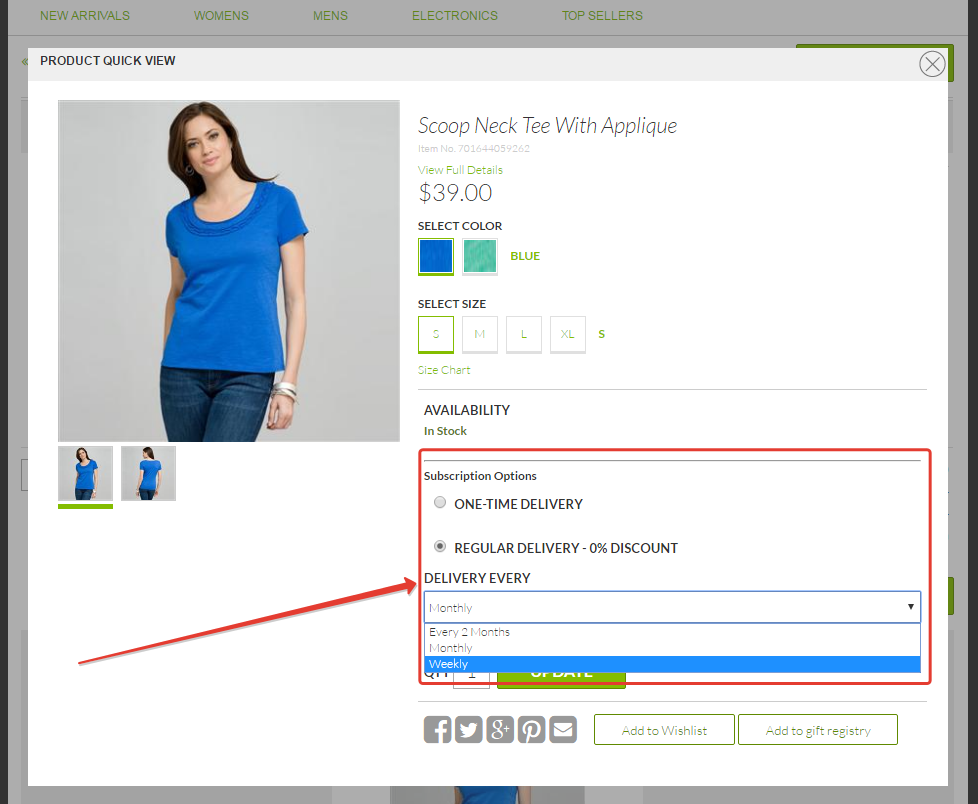 NEW ARRIVALS WOMENS MENS ELECTRONICS TOP SELLERS
«
PRODUCT QUICK VIEW
Scoop Neck Tee With Applique
Item No. 701644059262
View Full Details
$39.00
SELECT COLOR
BLUE
SELECT SIZE
S M L XL S
Size Chart
AVAILABILITY
In Stock
Subscription Options
ONE-TIME DELIVERY
REGULAR DELIVERY - 0% DISCOUNT
DELIVERY EVERY
Monthly
Every 2 Months
Monthly
Weekly
QTY 1 UPDATE
Add to Wishlist Add to gift registry